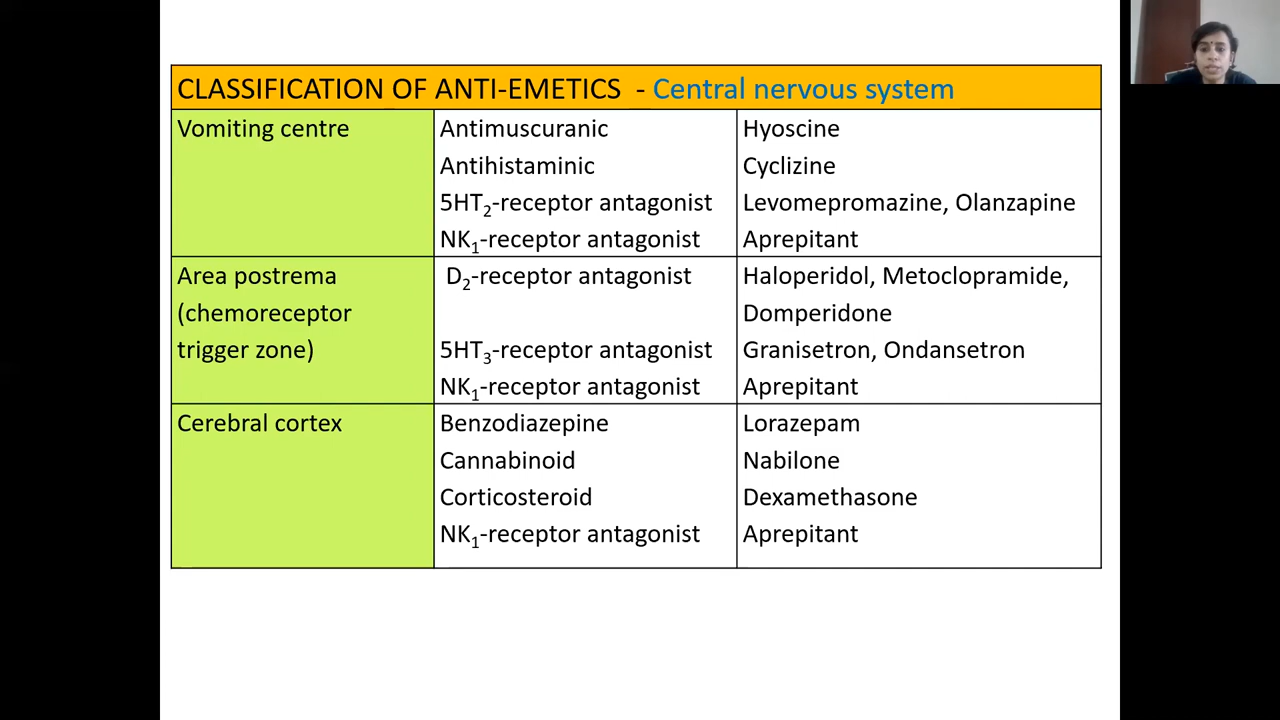 CLASSIFICATION OF ANTI-EMETICS - Central nervous system
Vomiting centre
Antimuscuranic
Hyoscine
Antihistaminic
Cyclizine
5HT2-receptor antagonist
Levomepromazine, Olanzapine
NK1-receptor antagonist
Aprepitant
Area postrema
(chemoreceptor
trigger zone)
D2-receptor antagonist
Haloperidol, Metoclopramide,
Domperidone
5HT3-receptor antagonist
Granisetron, Ondansetron
NK1-receptor antagonist
Aprepitant
Cerebral cortex
Benzodiazepine
Lorazepam
Cannabinoid
Nabilone
Corticosteroid
Dexamethasone
NK1-receptor antagonist
Aprepitant